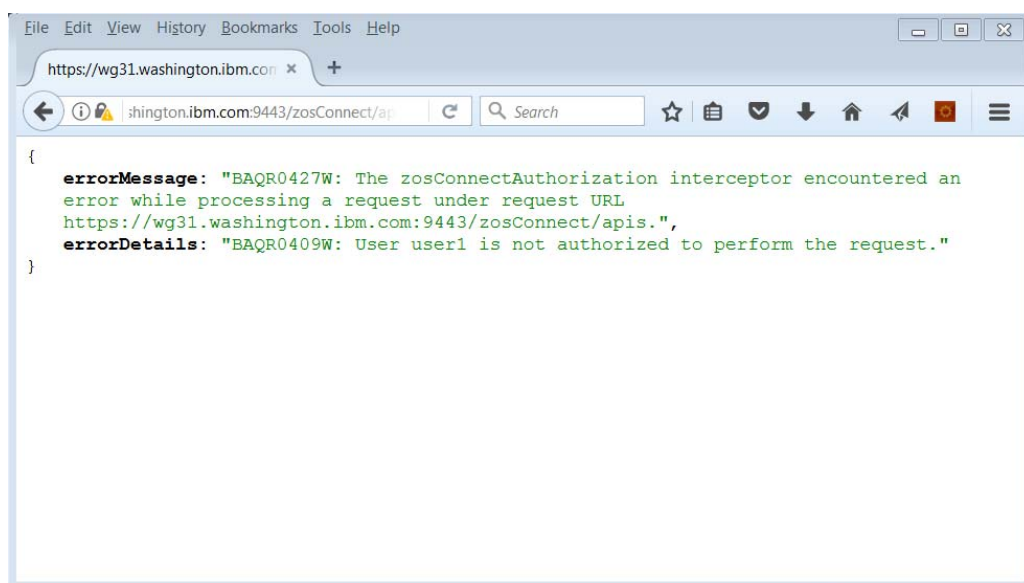 File Edit View History Bookmarks Tools Help
https://wg31.washington.ibm.com × +
shington.ibm.com:9443/zosConnect/ap Search
{
errorMessage: "BAQR0427W: The zosConnectAuthorization interceptor encountered an
error while processing a request under request URL
https://wg31.washington.ibm.com:9443/zosConnect/apis.",
errorDetails: "BAQR0409W: User user1 is not authorized to perform the request."
}